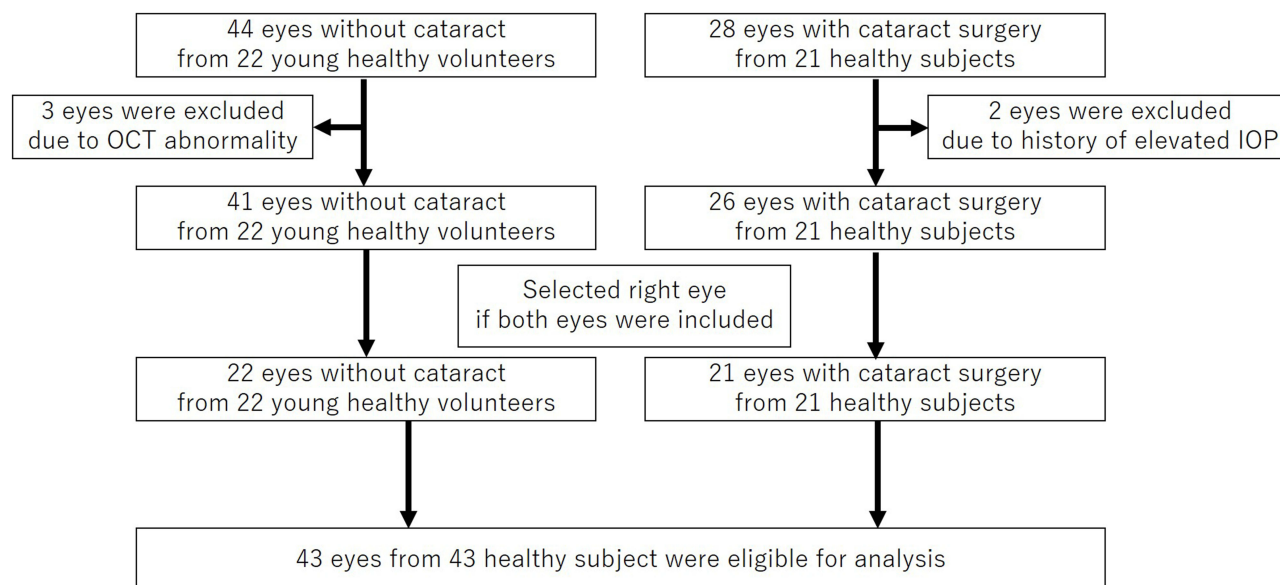 44 eyes without cataract
from 22 young healthy volunteers
28 eyes with cataract surgery
from 21 healthy subjects
3 eyes were excluded
due to OCT abnormality
2 eyes were excluded
due to history of elevated IOP
41 eyes without cataract
from 22 young healthy volunteers
26 eyes with cataract surgery
from 21 healthy subjects
Selected right eye
if both eyes were included
22 eyes without cataract
from 22 young healthy volunteers
21 eyes with cataract surgery
from 21 healthy subjects
43 eyes from 43 healthy subject were eligible for analysis